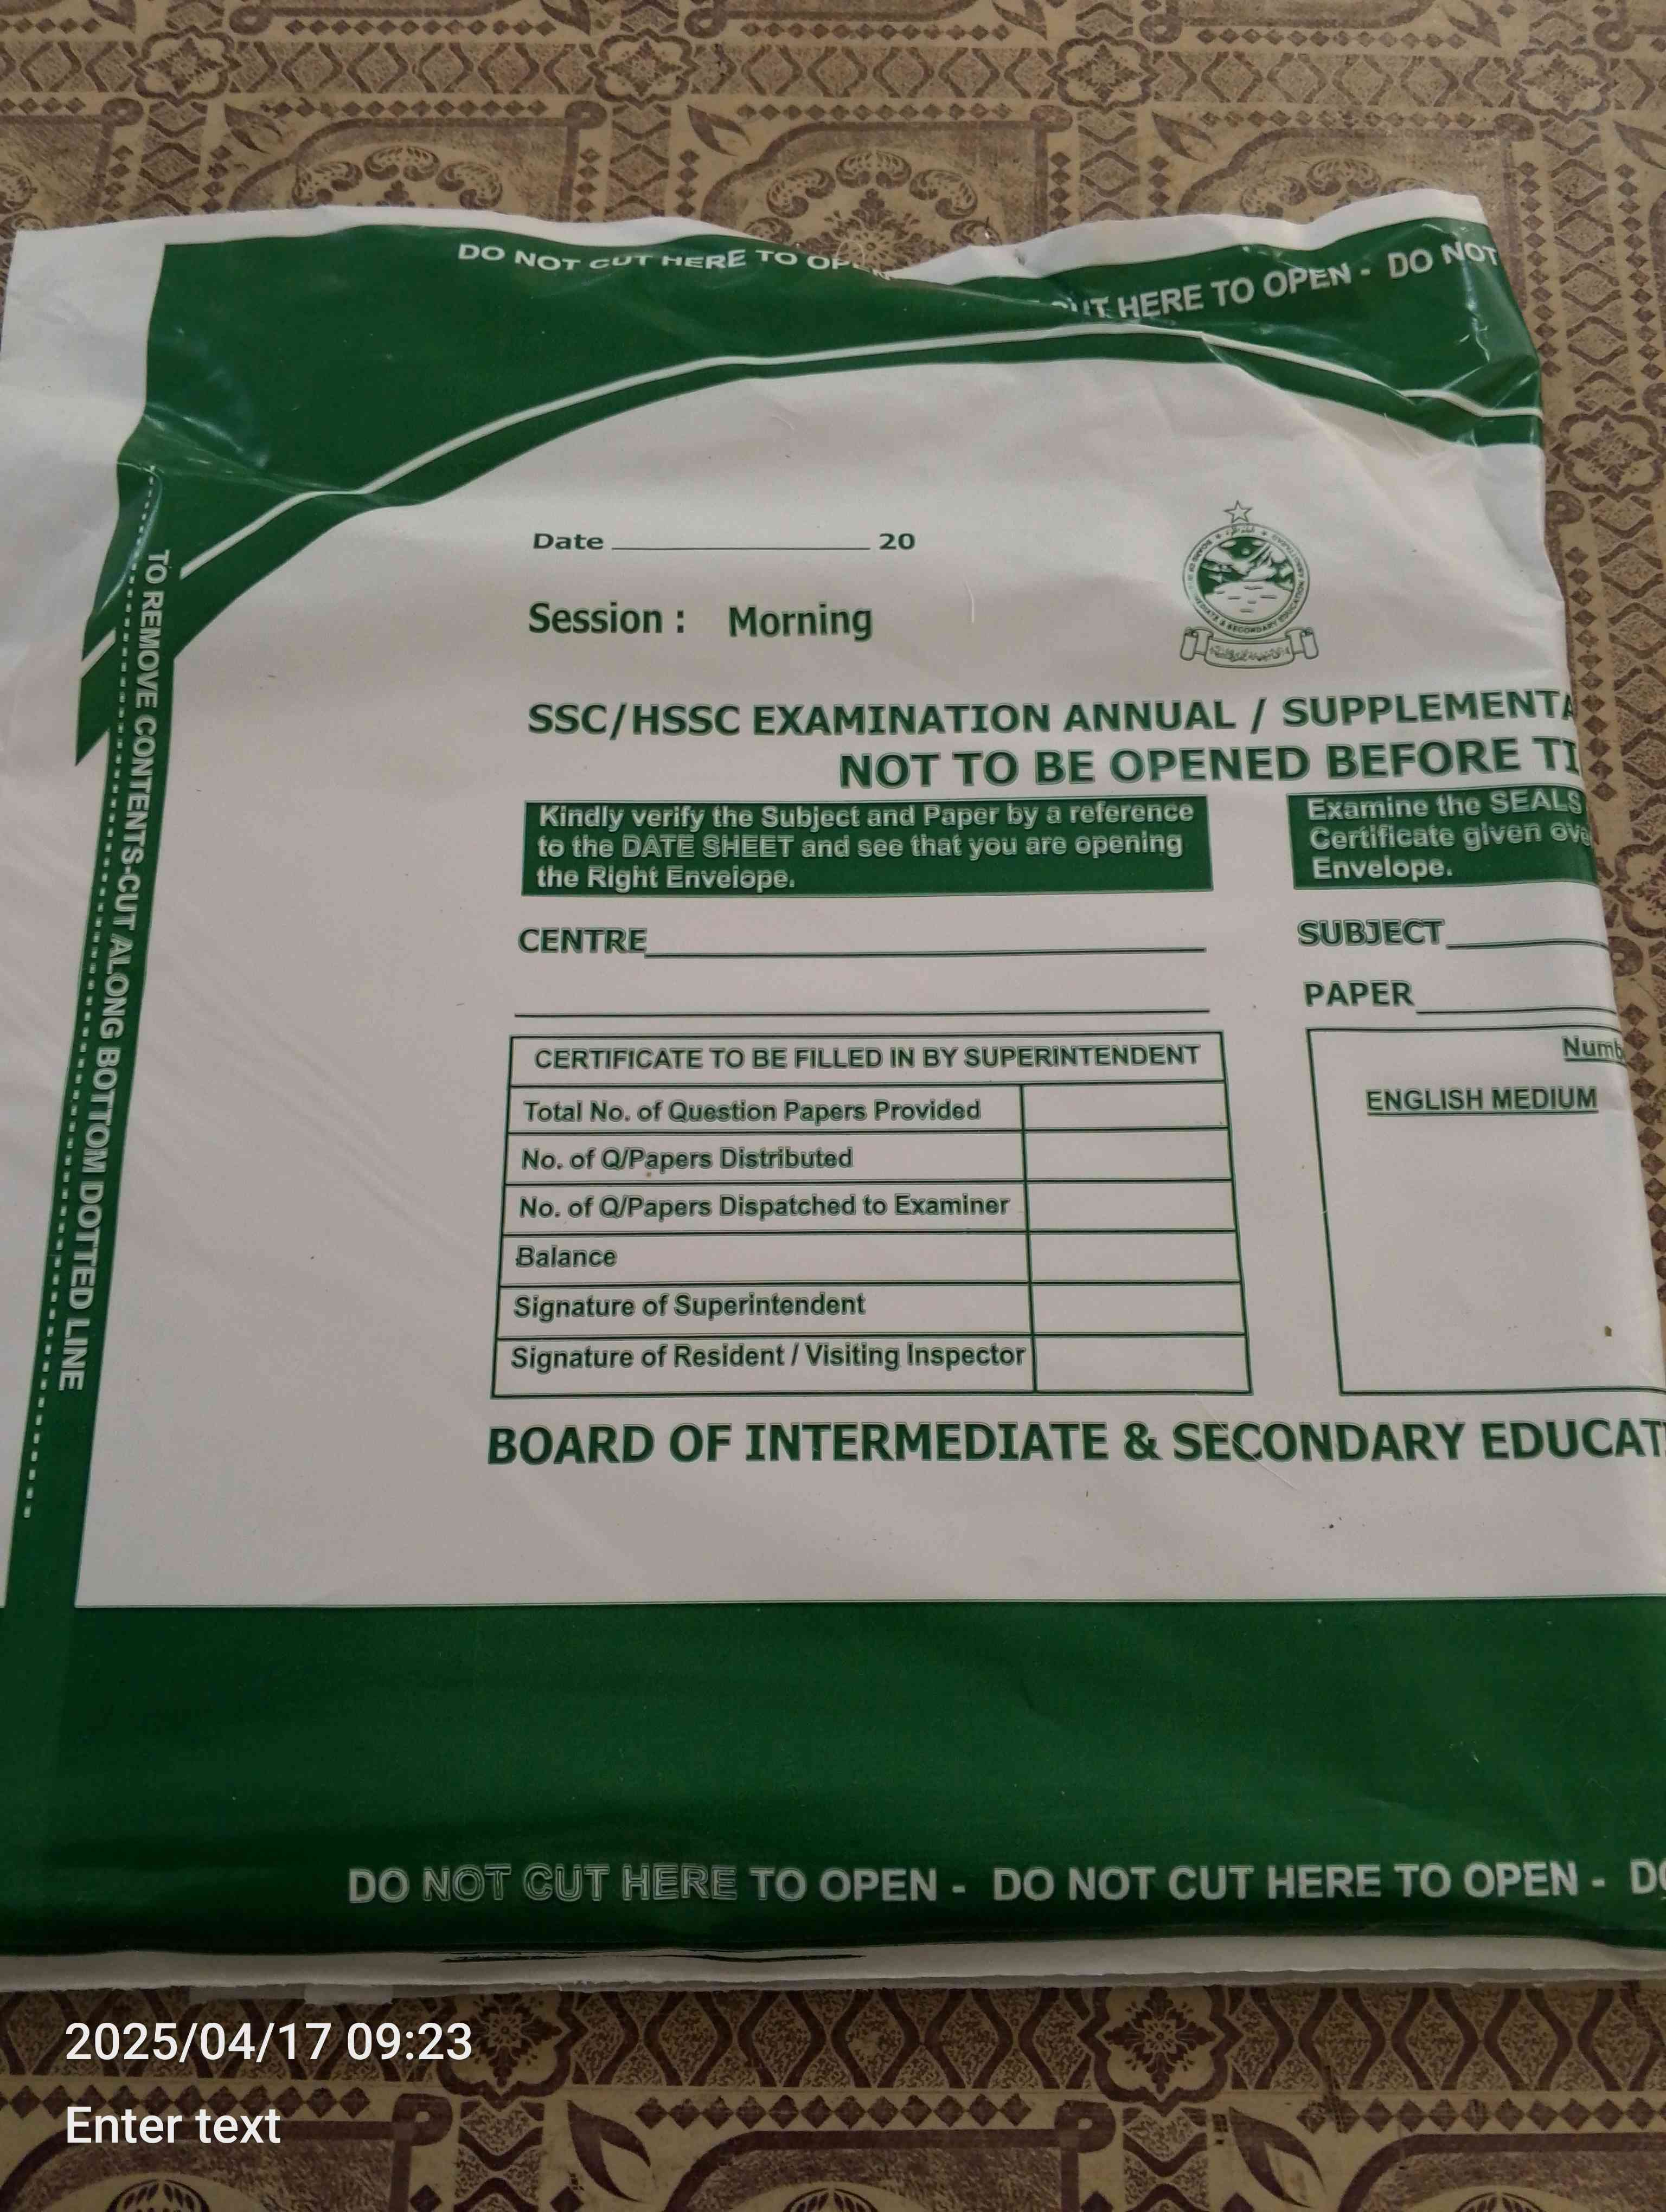 DO NOT CUT HERE TO OPEN
CUT HERE TO OPEN - DO NOT
TO REMOVE CONTENTS-CUT ALONG BOTTOM DOTTED LINE
Date 20
Session : Morning
SSC/HSSC EXAMINATION ANNUAL / SUPPLEMENTA
NOT TO BE OPENED BEFORE TI
Kindly verify the Subject and Paper by a reference
to the DATE SHEET and see that you are opening
the Right Envelope.
Examine the SEALS
Certificate given ove
Envelope.
CENTRE
SUBJECT
PAPER
CERTIFICATE TO BE FILLED IN BY SUPERINTENDENT
Total No. of Question Papers Provided
No. of Q/Papers Distributed
No. of Q/Papers Dispatched to Examiner
Balance
Signature of Superintendent
Signature of Resident / Visiting Inspector
Numb
ENGLISH MEDIUM
BOARD OF INTERMEDIATE & SECONDARY EDUCATI
DO NOT CUT HERE TO OPEN - DO NOT CUT HERE TO OPEN - DO
2025/04/17 09:23
Enter text